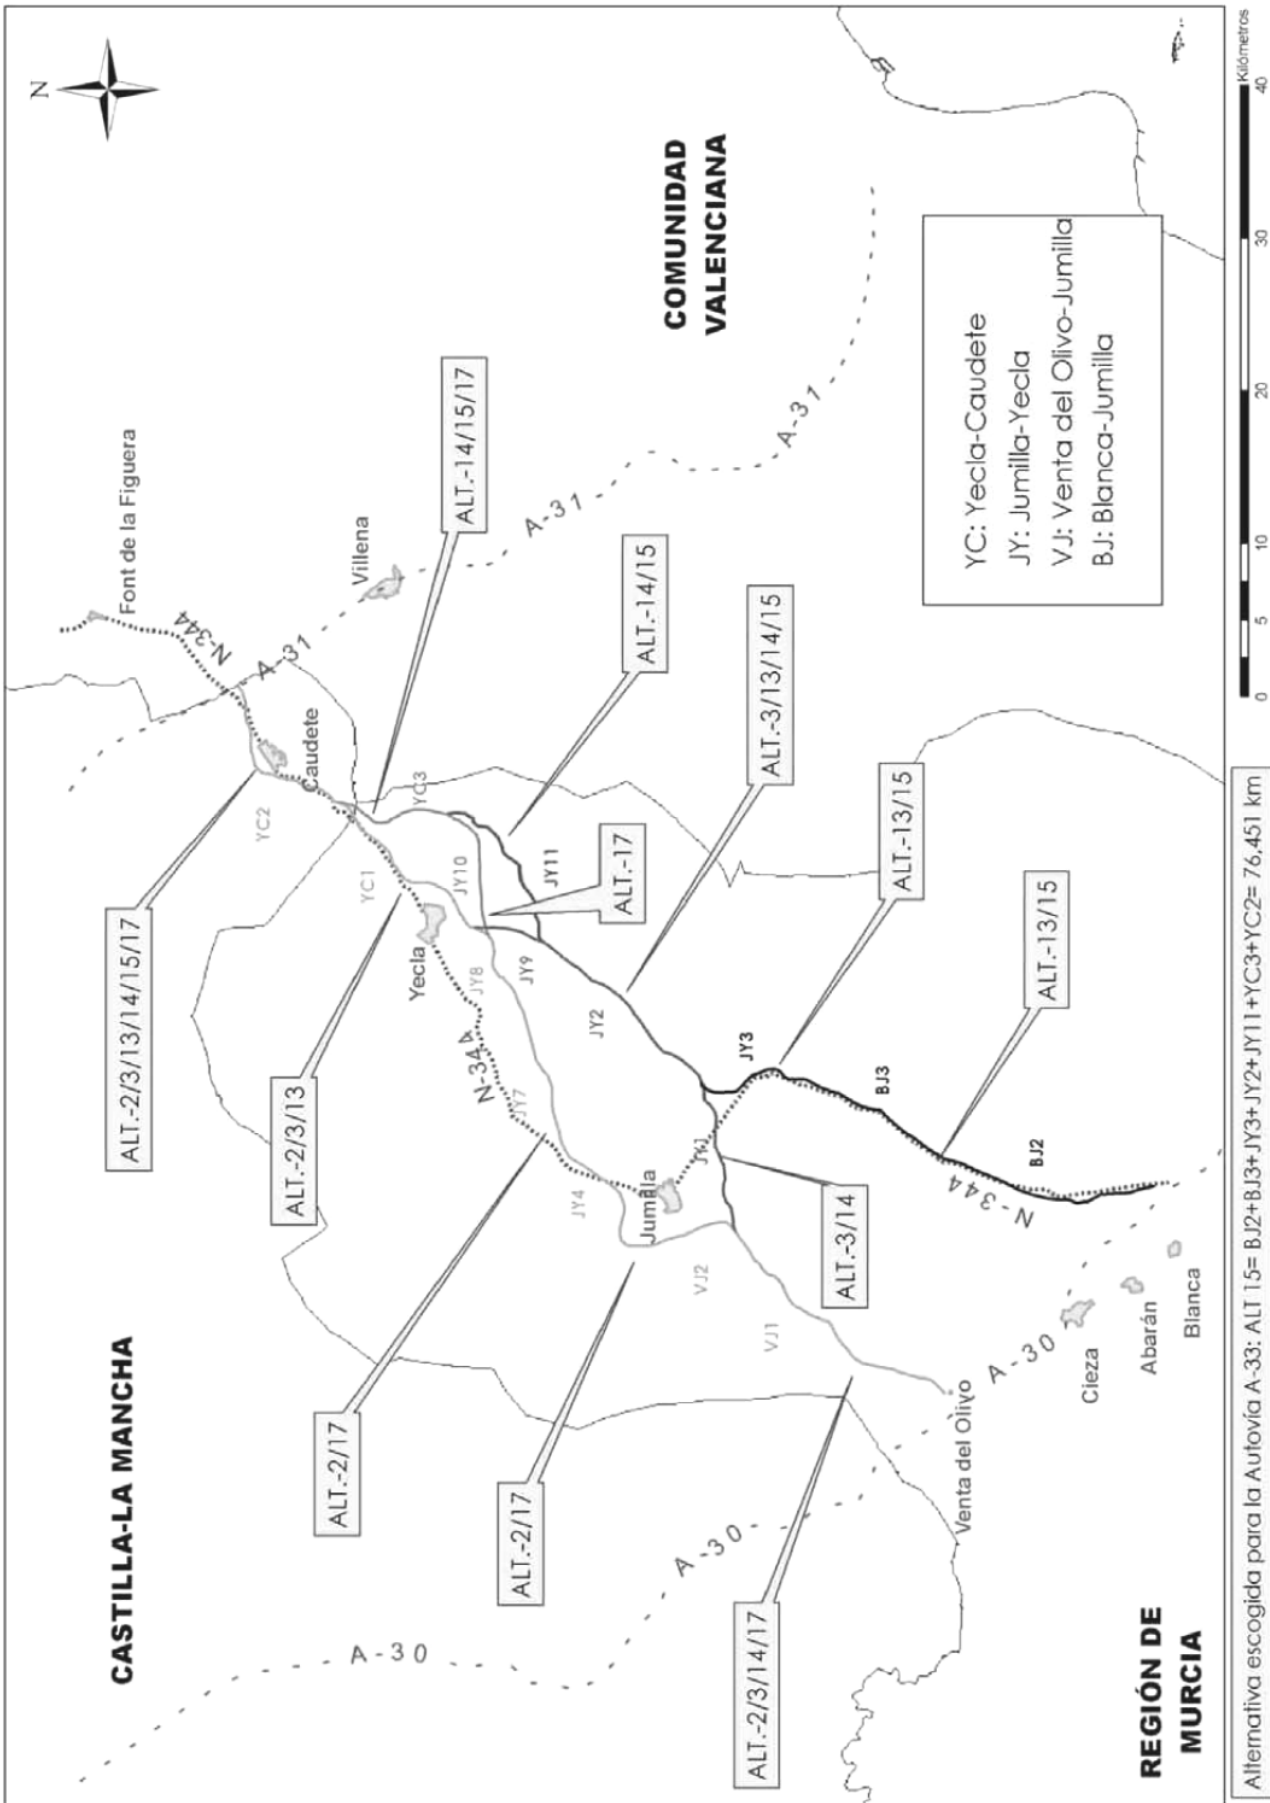 N
CASTILLA-LA MANCHA
COMUNIDAD
VALENCIANA
REGIÓN DE
MURCIA
Font de la Figuera
N-344
A-31
Villena
A-31
A-31
Caudete
YC2
YC1
YC3
Yecla
JY10
JY11
JY8
JY9
JY2
N-344
JY7
JY4
JY3
JY1
Jumilla
VJ2
VJ1
BJ3
BJ2
N-344
A-30
A-30
A-30
Venta del Olivo
Cieza
Abarán
Blanca
ALT.-2/3/13/14/15/17
ALT.-2/3/13
ALT.-2/17
ALT.-2/17
ALT.-2/3/14/17
ALT.-14/15/17
ALT.-14/15
ALT.-17
ALT.-3/13/14/15
ALT.-13/15
ALT.-13/15
ALT.-3/14
YC: Yecla-Caudete
JY: Jumilla-Yecla
VJ: Venta del Olivo-Jumilla
BJ: Blanca-Jumilla
Alternativa escogida para la Autovía A-33: ALT 15= BJ2+BJ3+JY3+JY2+JY11+YC3+YC2= 76,451 km
0 5 10 20 30 40
Kilómetros